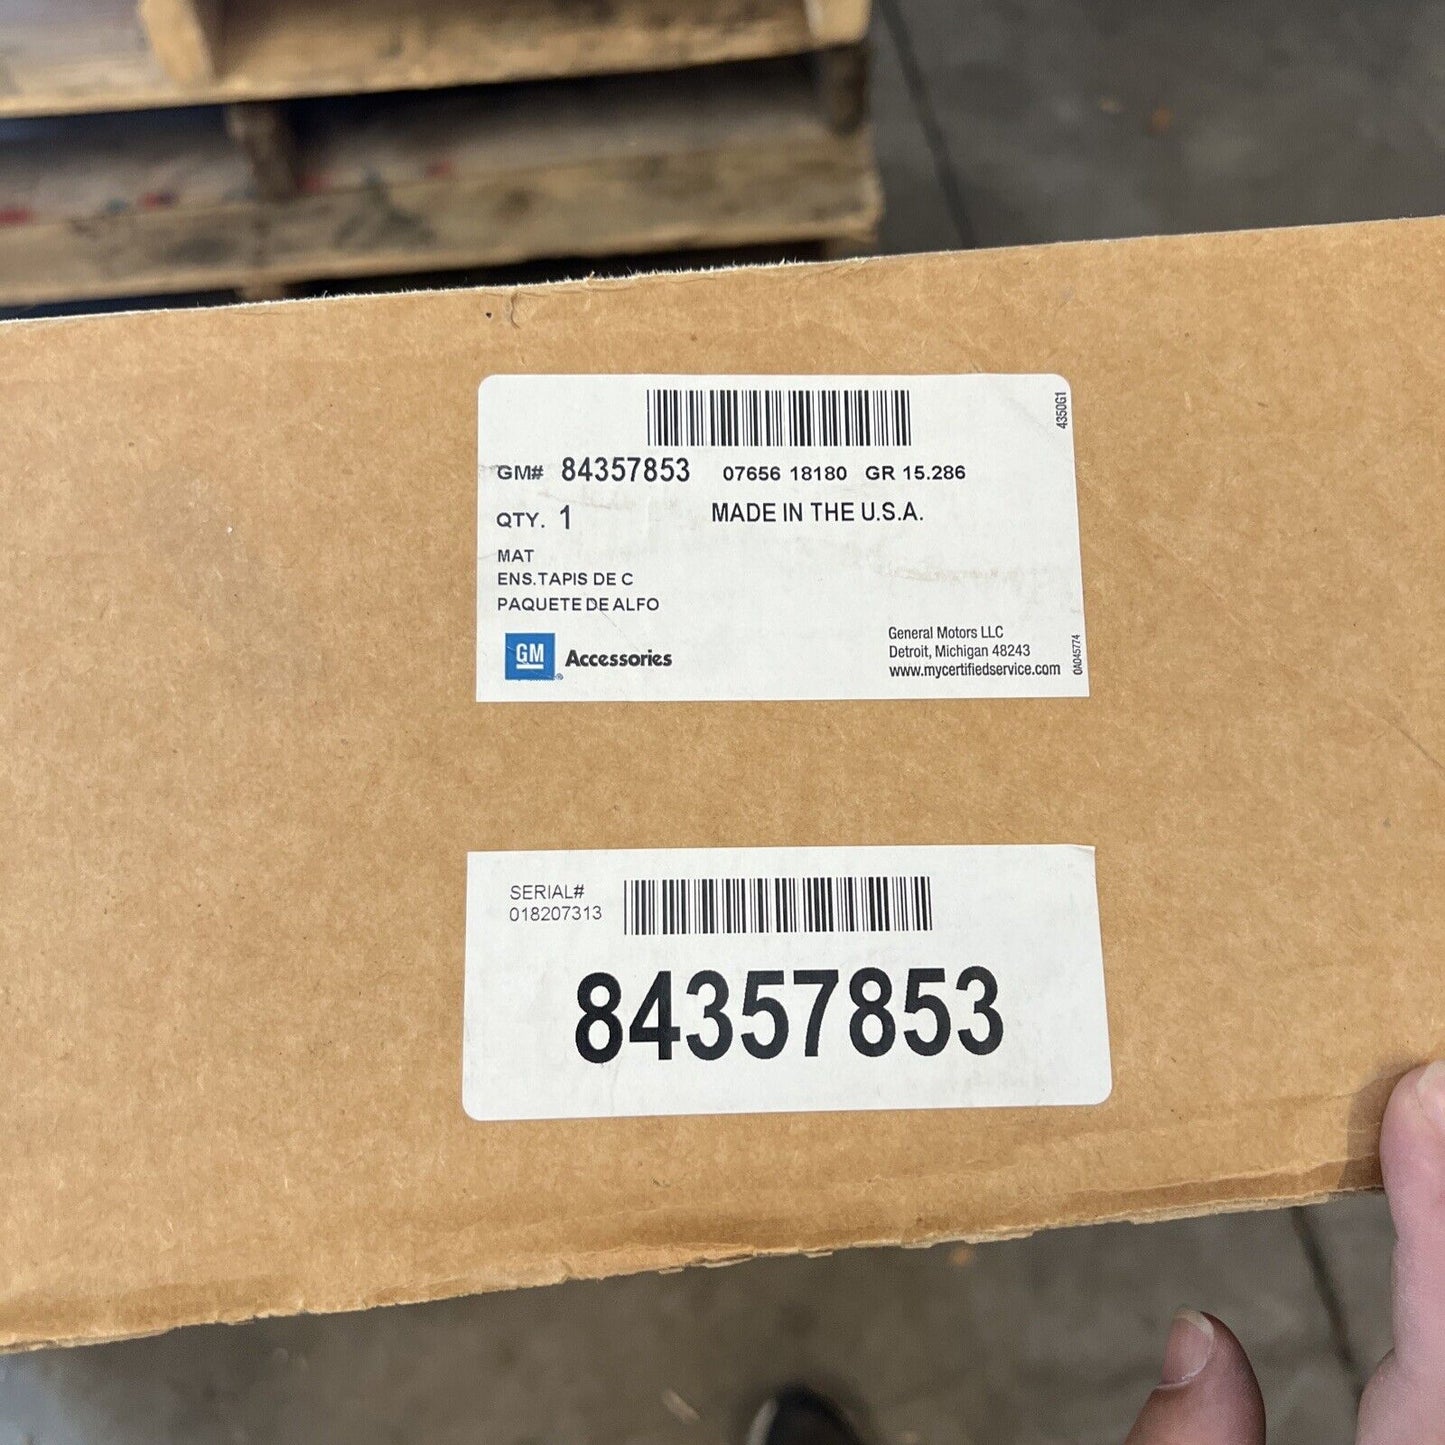 4350G1
GM# 84357853 07656 18180 GR 15.286
QTY. 1 MADE IN THE U.S.A.
MAT
ENS.TAPIS DE C
PAQUETE DE ALFO
GM Accessories
General Motors LLC
Detroit, Michigan 48243
www.mycertifiedservice.com
0A045774
SERIAL#
018207313
84357853